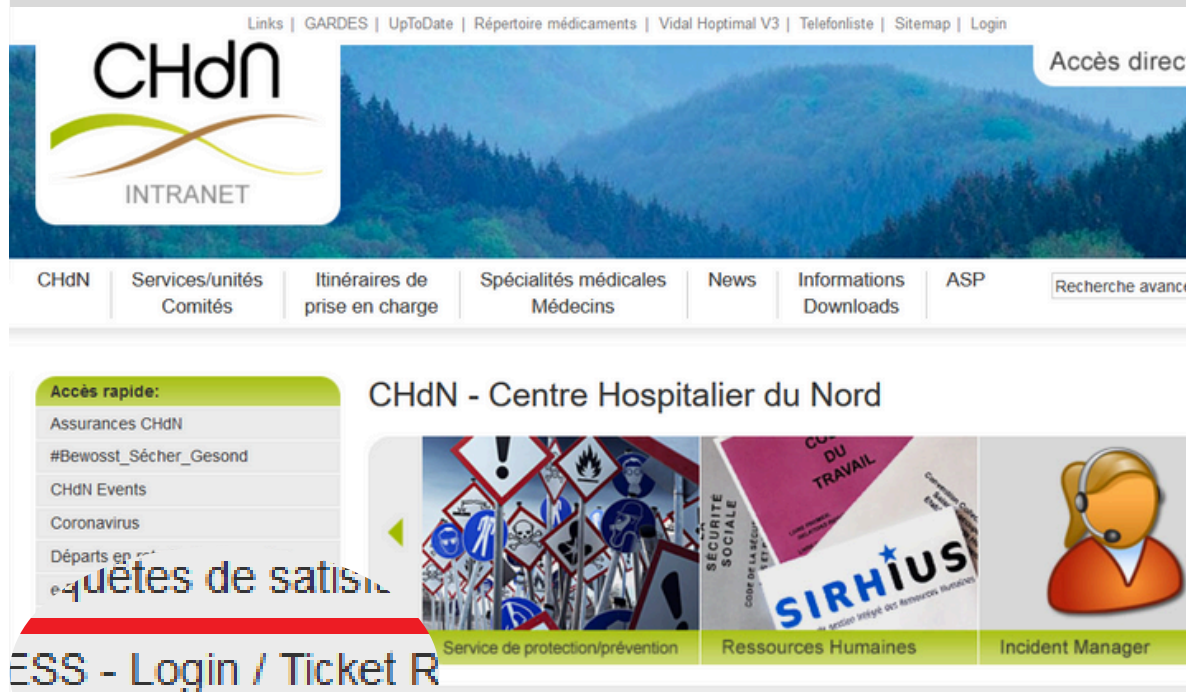 Links | GARDES | UpToDate | Répertoire médicaments | Vidal Hoptimal V3 | Telefonliste | Sitemap | Login
CHdN
INTRANET
Accès direc
CHdN
Services/unités
Comités
Itinéraires de
prise en charge
Spécialités médicales
Médecins
News
Informations
Downloads
ASP
Recherche avance
Accès rapide:
Assurances CHdN
#Bewosst_Sécher_Gesond
CHdN Events
Coronavirus
Départs en
quêtes de satis
ESS - Login / Ticket R
CHdN - Centre Hospitalier du Nord
DU
TRAVAIL
SÉCURITÉ
SOCIALE
SIRHIUS
Service de protection/prévention
Ressources Humaines
Incident Manager